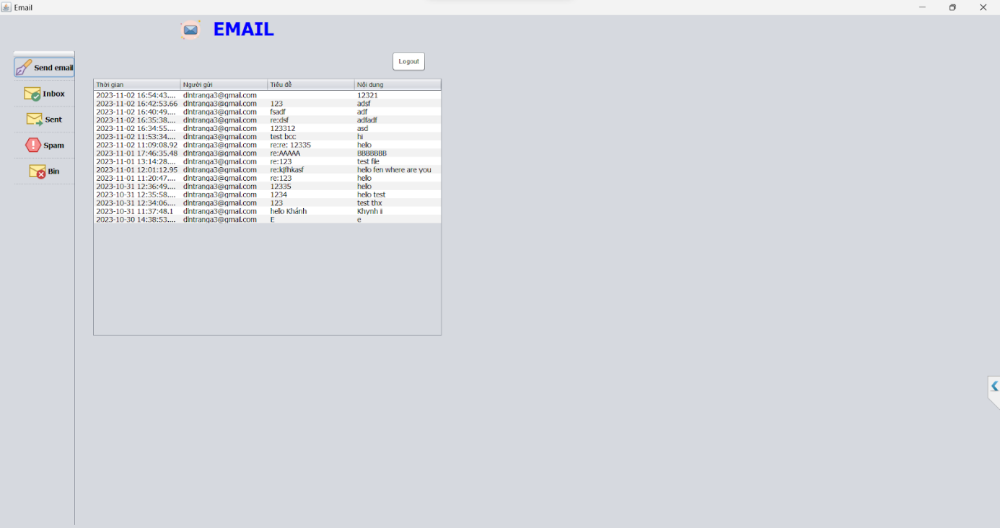 Email
EMAIL
Send email
Inbox
Sent
Spam
Bin
Logout
Thời gian Người gửi Tiêu đề Nội dung
2023-11-02 16:54:43.... dlntranga3@gmail.com 12321
2023-11-02 16:42:53.66 dlntranga3@gmail.com 123 adsf
2023-11-02 16:40:49.... dlntranga3@gmail.com fsadf adf
2023-11-02 16:35:38.... dlntranga3@gmail.com re:dsf adfadf
2023-11-02 16:34:55.... dlntranga3@gmail.com 123312 asd
2023-11-02 11:53:34.... dlntranga3@gmail.com test bcc hi
2023-11-02 11:09:08.92 dlntranga3@gmail.com re:re: 12335 hello
2023-11-01 17:46:35.48 dlntranga3@gmail.com re:AAAAA BBBBBBB
2023-11-01 13:14:28.... dlntranga3@gmail.com re:123 test file
2023-11-01 12:01:12.95 dlntranga3@gmail.com re:kjfhkasf hello fen where are you
2023-11-01 11:20:47.... dlntranga3@gmail.com re:123 hello
2023-10-31 12:36:49.... dlntranga3@gmail.com 12335 hello
2023-10-31 12:35:58.... dlntranga3@gmail.com 1234 hello test
2023-10-31 12:34:06.... dlntranga3@gmail.com 123 test thx
2023-10-31 11:37:48.1 dlntranga3@gmail.com hello Khánh Khynh ii
2023-10-30 14:38:53.... dlntranga3@gmail.com E e